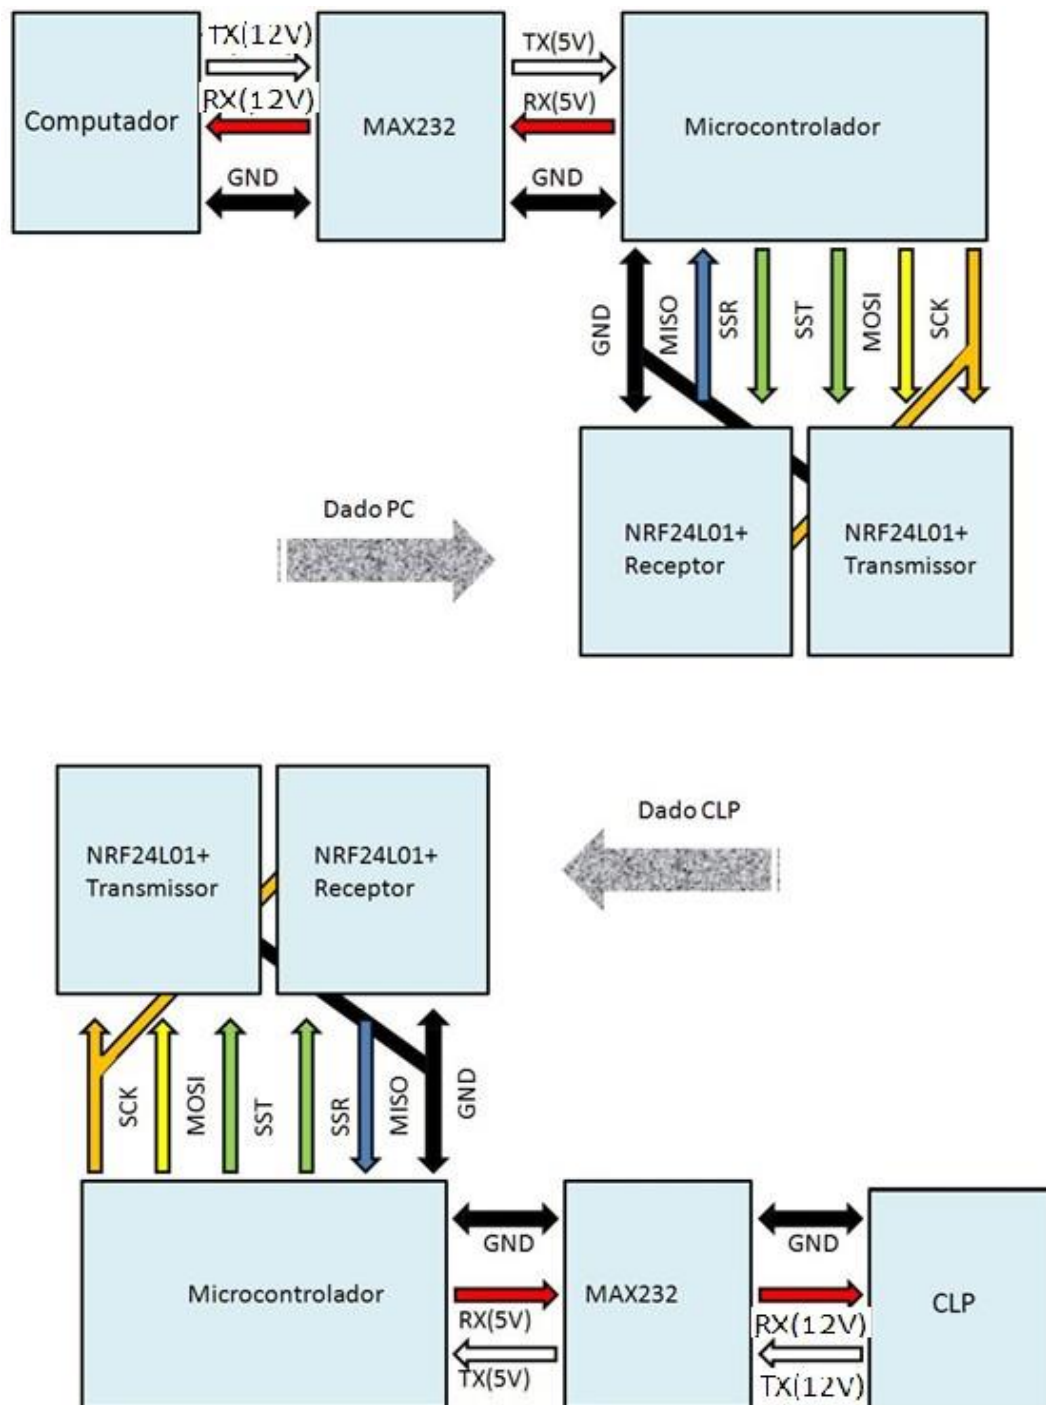 TX(12V)
RX(12V)
GND
Computador
MAX232
TX(5V)
RX(5V)
GND
Microcontrolador
GND
MISO
SSR
SST
MOSI
SCK
Dado PC
NRF24L01+
Receptor
NRF24L01+
Transmissor
NRF24L01+
Transmissor
NRF24L01+
Receptor
Dado CLP
SCK
MOSI
SST
SSR
MISO
GND
Microcontrolador
GND
RX(5V)
TX(5V)
MAX232
GND
RX(12V)
TX(12V)
CLP